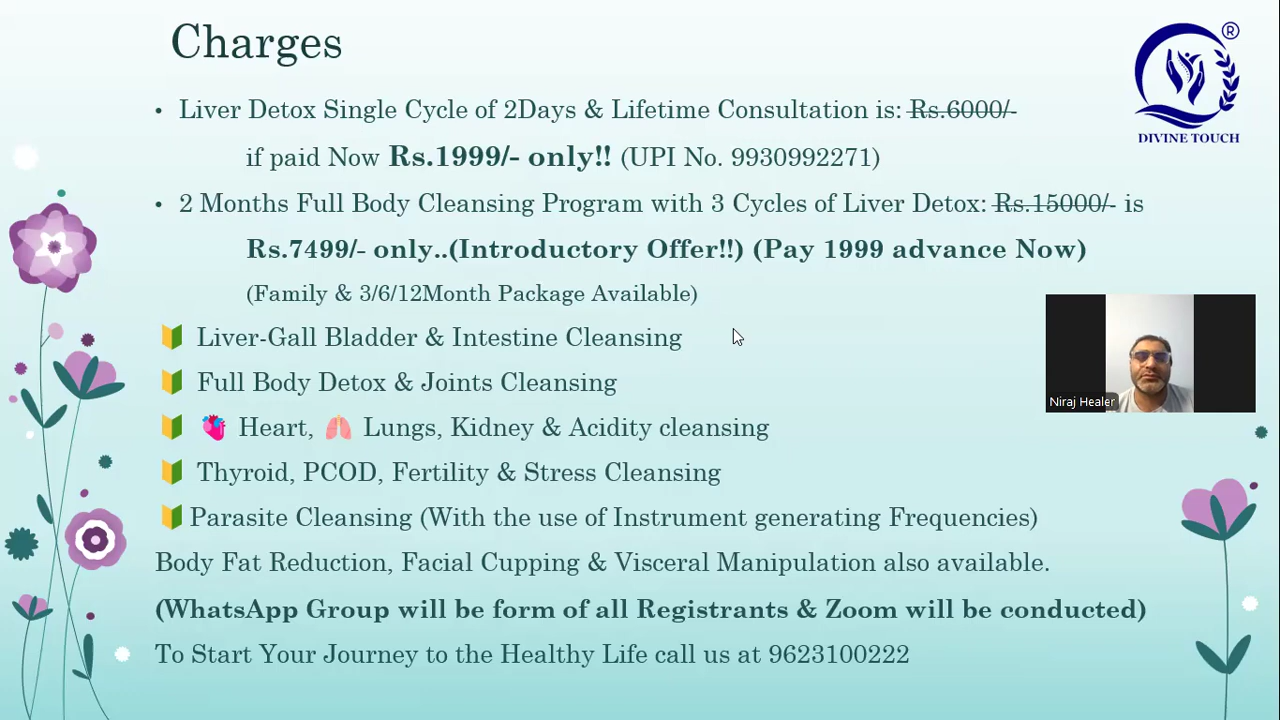 Charges
®
DIVINE TOUCH
• Liver Detox Single Cycle of 2Days & Lifetime Consultation is: Rs.6000/-
if paid Now Rs.1999/- only!! (UPI No. 9930992271)
• 2 Months Full Body Cleansing Program with 3 Cycles of Liver Detox: Rs.15000/- is
Rs.7499/- only..(Introductory Offer!!) (Pay 1999 advance Now)
(Family & 3/6/12Month Package Available)
🔰 Liver-Gall Bladder & Intestine Cleansing
🔰 Full Body Detox & Joints Cleansing
🔰 🫀 Heart, 🫁 Lungs, Kidney & Acidity cleansing
🔰 Thyroid, PCOD, Fertility & Stress Cleansing
🔰 Parasite Cleansing (With the use of Instrument generating Frequencies)
Body Fat Reduction, Facial Cupping & Visceral Manipulation also available.
(WhatsApp Group will be form of all Registrants & Zoom will be conducted)
To Start Your Journey to the Healthy Life call us at 9623100222
Niraj Healer